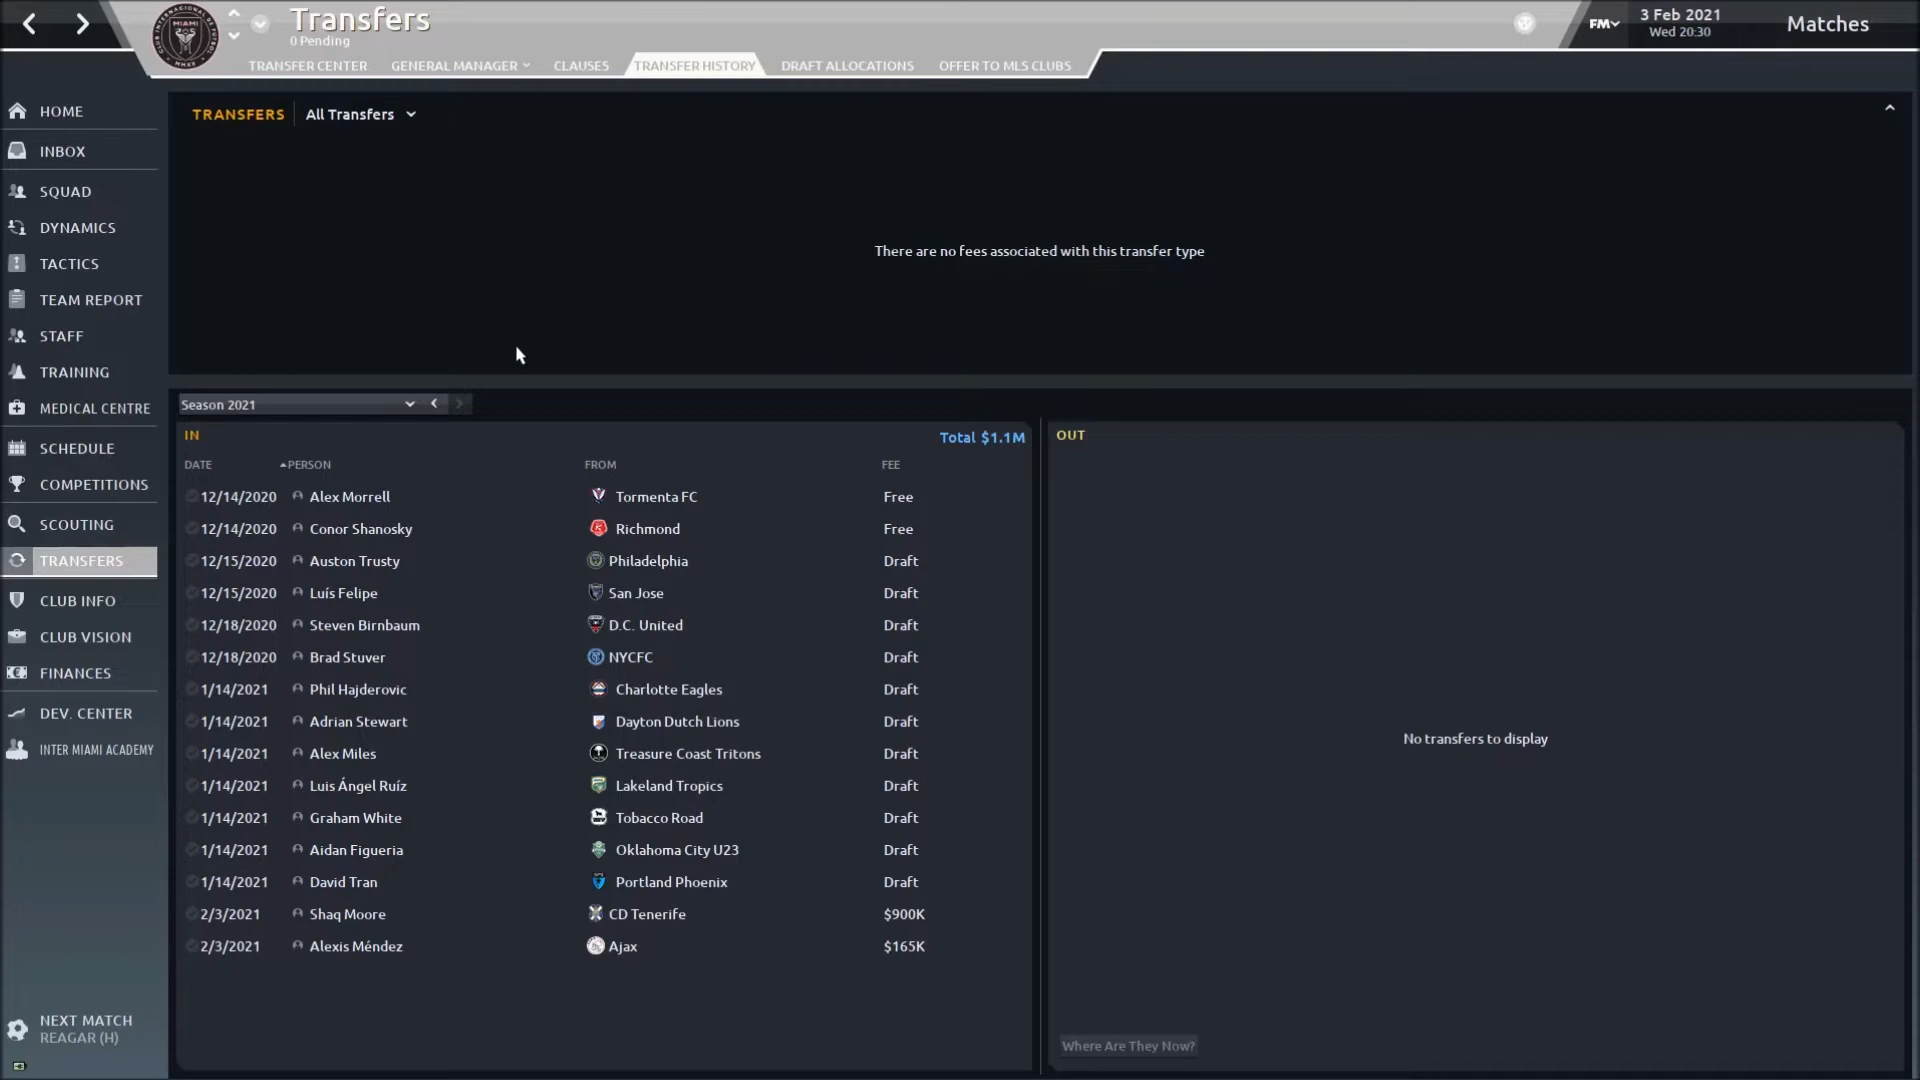 Transfers
0 Pending
FM
3 Feb 2021
Wed 20:30
Matches
TRANSFER CENTER GENERAL MANAGER CLAUSES TRANSFER HISTORY DRAFT ALLOCATIONS OFFER TO MLS CLUBS
HOME
INBOX
SQUAD
DYNAMICS
TACTICS
TEAM REPORT
STAFF
TRAINING
MEDICAL CENTRE
SCHEDULE
COMPETITIONS
SCOUTING
TRANSFERS
CLUB INFO
CLUB VISION
FINANCES
DEV. CENTER
INTER MIAMI ACADEMY
NEXT MATCH
REAGAR (H)
TRANSFERS All Transfers
There are no fees associated with this transfer type
Season 2021
IN Total $1.1M
DATE PERSON FROM FEE
12/14/2020 Alex Morrell Tormenta FC Free
12/14/2020 Conor Shanosky Richmond Free
12/15/2020 Auston Trusty Philadelphia Draft
12/15/2020 Luís Felipe San Jose Draft
12/18/2020 Steven Birnbaum D.C. United Draft
12/18/2020 Brad Stuver NYCFC Draft
1/14/2021 Phil Hajderovic Charlotte Eagles Draft
1/14/2021 Adrian Stewart Dayton Dutch Lions Draft
1/14/2021 Alex Miles Treasure Coast Tritons Draft
1/14/2021 Luis Ángel Ruíz Lakeland Tropics Draft
1/14/2021 Graham White Tobacco Road Draft
1/14/2021 Aidan Figueria Oklahoma City U23 Draft
1/14/2021 David Tran Portland Phoenix Draft
2/3/2021 Shaq Moore CD Tenerife $900K
2/3/2021 Alexis Méndez Ajax $165K
OUT
No transfers to display
Where Are They Now?